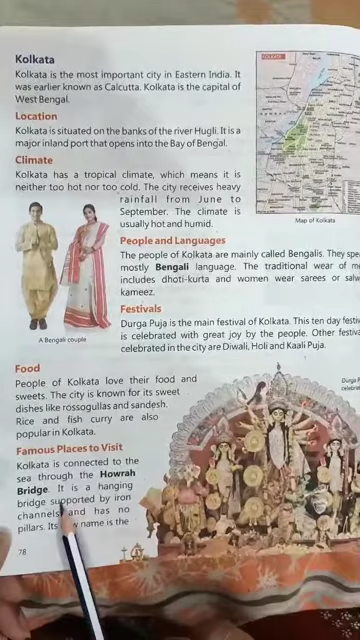 Kolkata
Kolkata is the most important city in Eastern India. It
was earlier known as Calcutta. Kolkata is the capital of
West Bengal.
Location
Kolkata is situated on the banks of the river Hugli. It is a
major inland port that opens into the Bay of Bengal.
Climate
Kolkata has a tropical climate, which means it is
neither too hot nor too cold. The city receives heavy
rainfall from June to
September. The climate is
usually hot and humid.
KOLKATA
Map of Kolkata
People and Languages
The people of Kolkata are mainly called Bengalis. They spea
mostly Bengali language. The traditional wear of me
includes dhoti-kurta and women wear sarees or salw
kameez.
A Bengali couple
Festivals
Durga Puja is the main festival of Kolkata. This ten day festiv
is celebrated with great joy by the people. Other festiva
celebrated in the city are Diwali, Holi and Kaali Puja.
Food
People of Kolkata love their food and
sweets. The city is known for its sweet
dishes like rossogullas and sandesh.
Rice and fish curry are also
popular in Kolkata.
Durga P
celebrat
Famous Places to Visit
Kolkata is connected to the
sea through the Howrah
Bridge. It is a hanging
bridge supported by iron
channels and has no
pillars. Its name is the
78